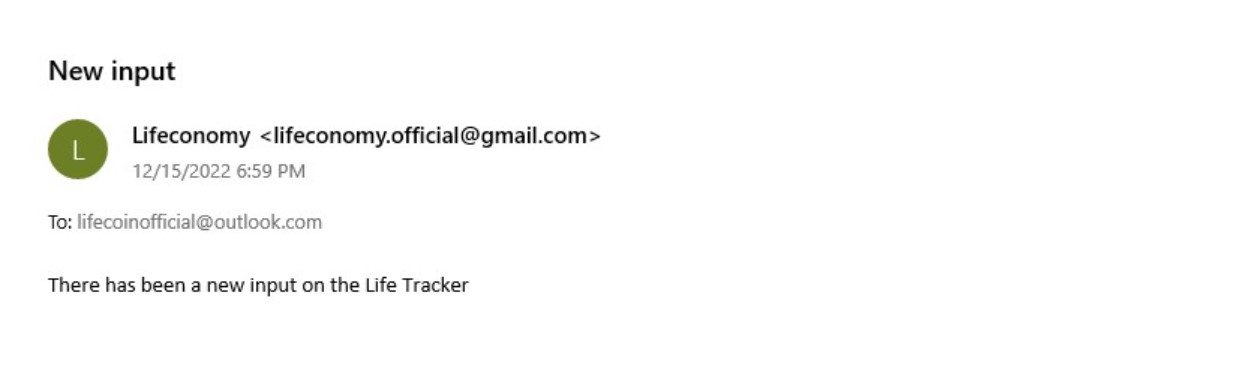 New input
L
Lifeconomy <lifeconomy.official@gmail.com>
12/15/2022 6:59 PM
To: lifecoinofficial@outlook.com
There has been a new input on the Life Tracker